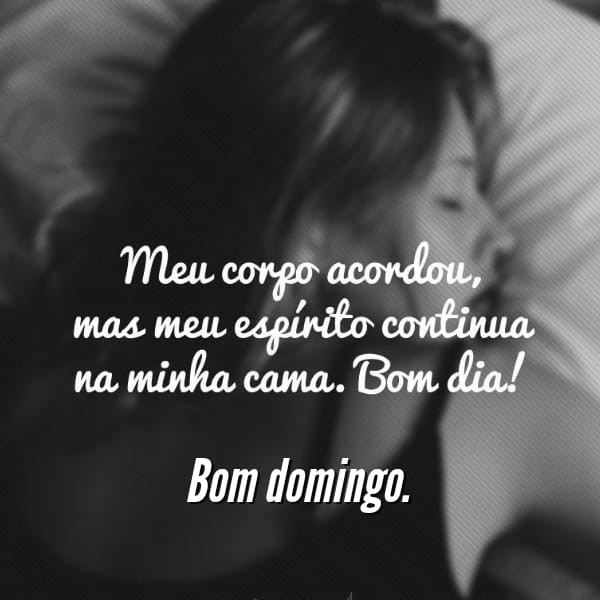 Meu corpo acordou,
mas meu espírito continua
na minha cama. Bom dia!
Bom domingo.